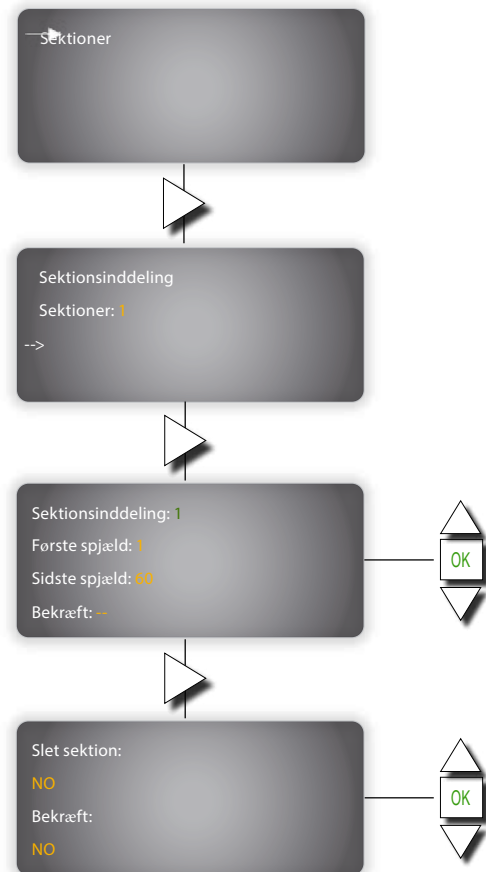 Sektioner
Sektionsinddeling
Sektioner: 1
-->
Sektionsinddeling: 1
Første spjæld: 1
Sidste spjæld: 60
Bekræft: --
OK
Slet sektion:
NO
Bekræft:
NO
OK